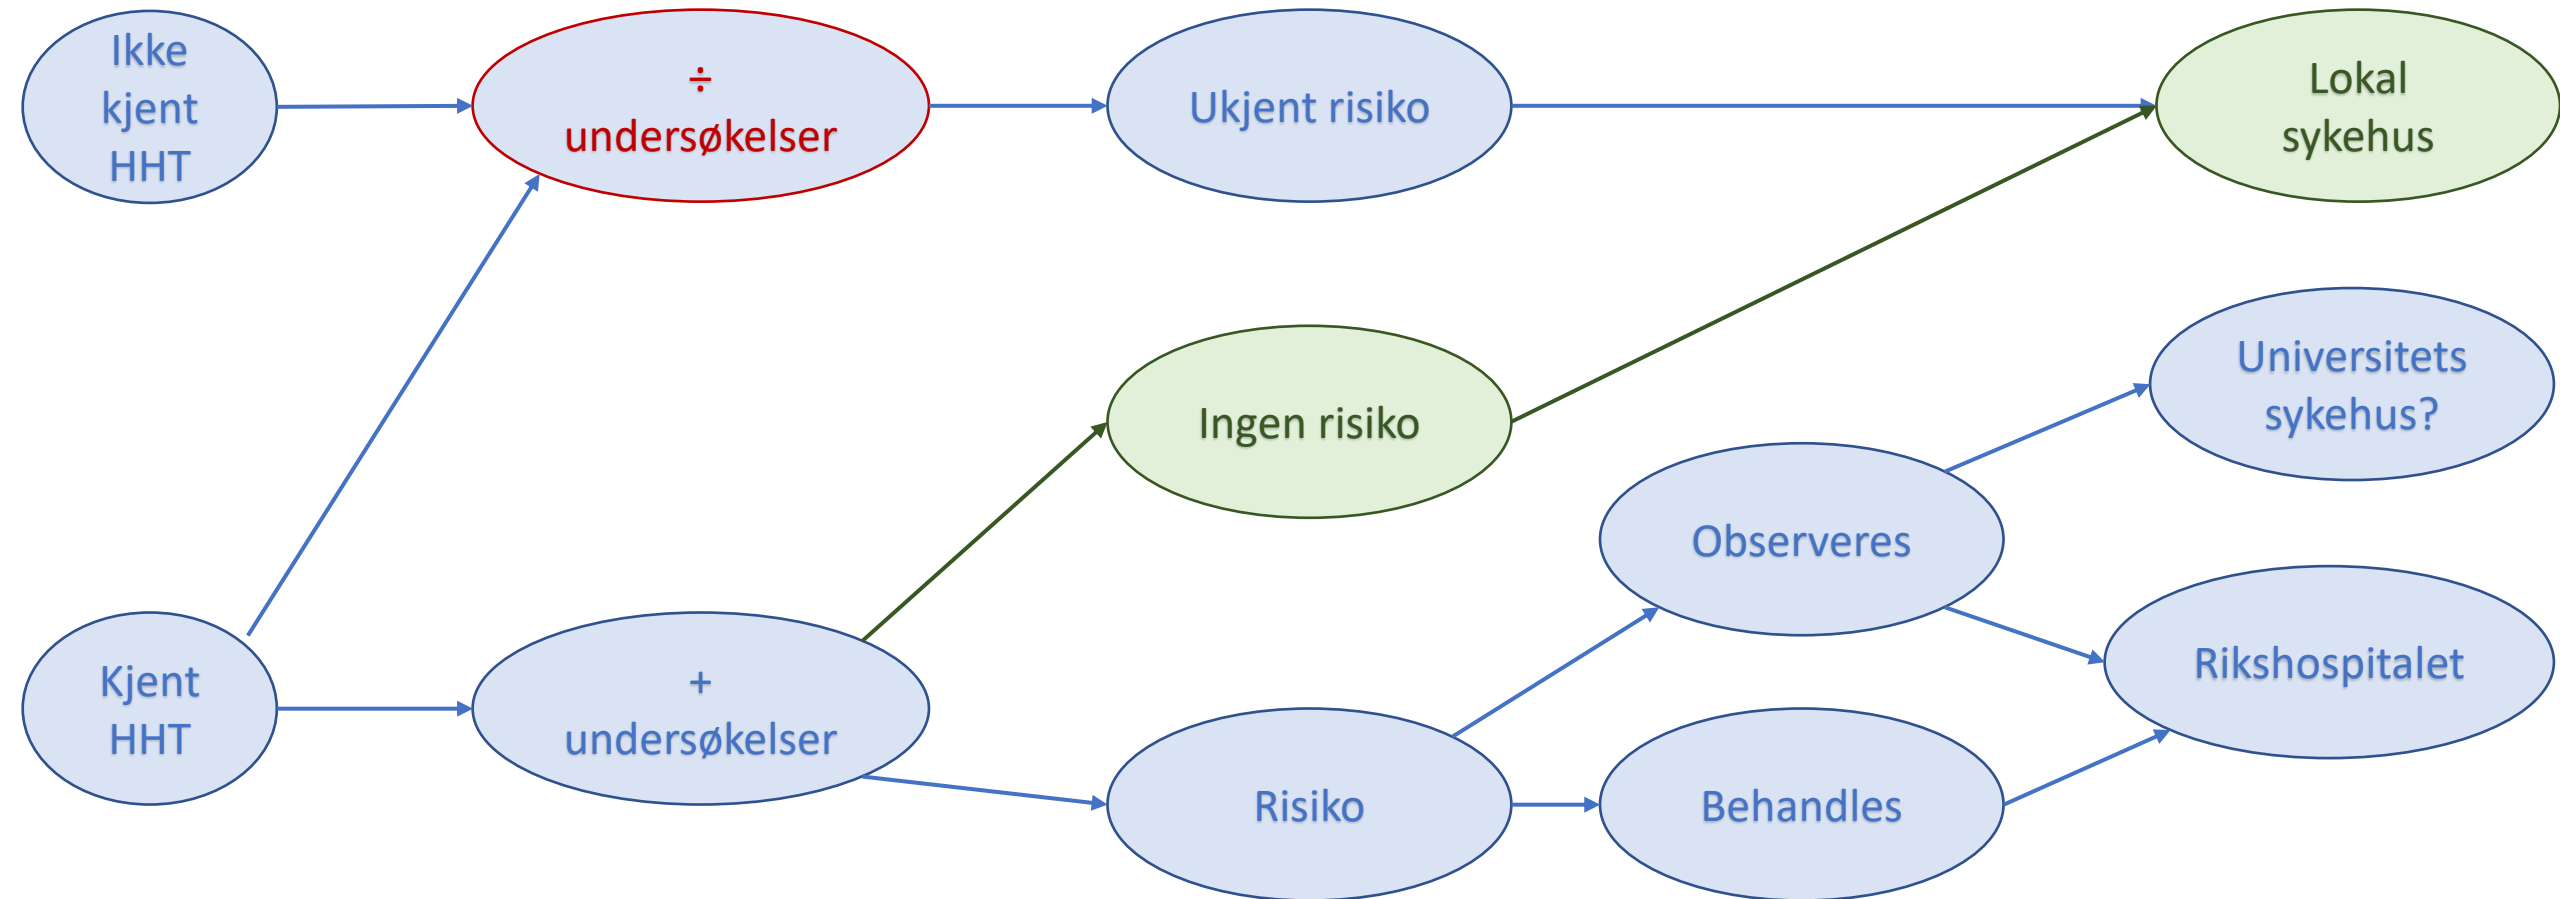 Ikke
kjent
HHT
÷
undersøkelser
Ukjent risiko
Lokal
sykehus
Ingen risiko
Universitets
sykehus?
Observeres
Kjent
HHT
+
undersøkelser
Rikshospitalet
Risiko
Behandles